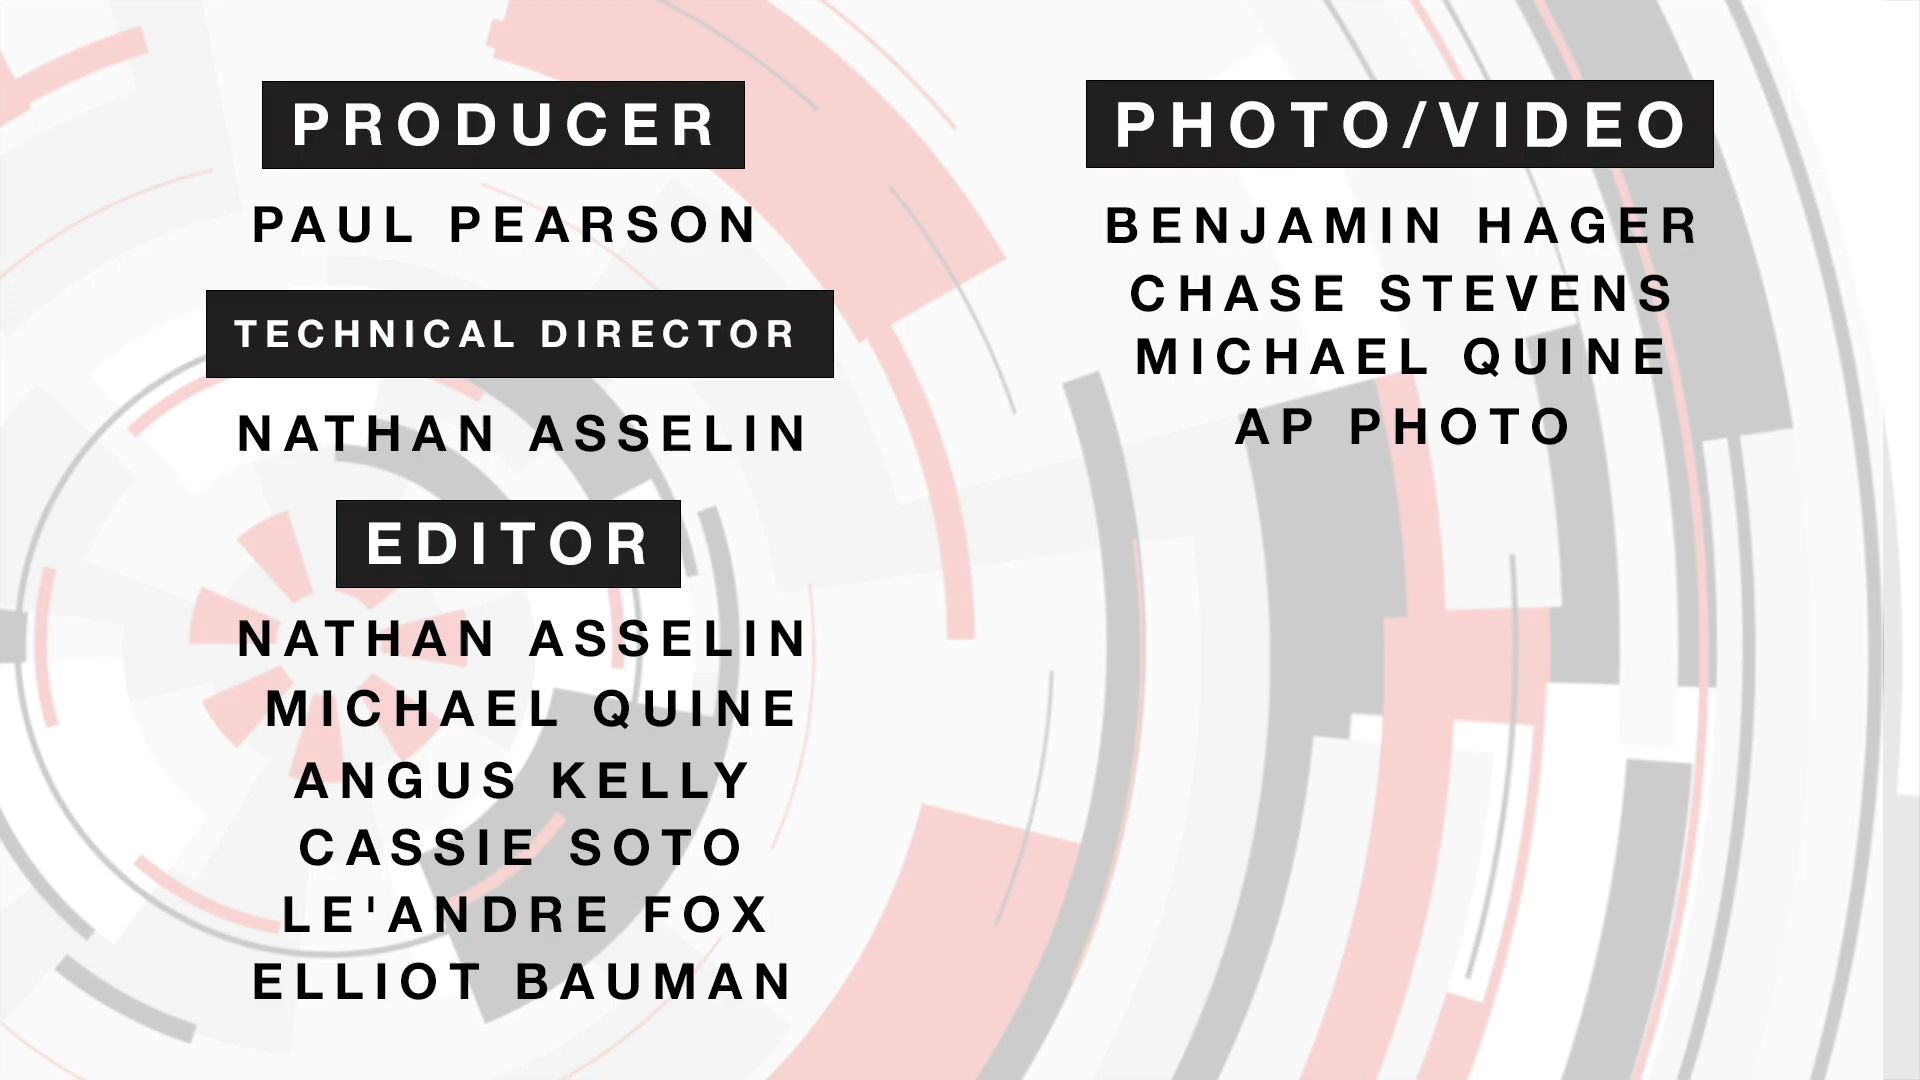 PRODUCER
PAUL PEARSON
TECHNICAL DIRECTOR
NATHAN ASSELIN
EDITOR
NATHAN ASSELIN
MICHAEL QUINE
ANGUS KELLY
CASSIE SOTO
LE'ANDRE FOX
ELLIOT BAUMAN
PHOTO/VIDEO
BENJAMIN HAGER
CHASE STEVENS
MICHAEL QUINE
AP PHOTO